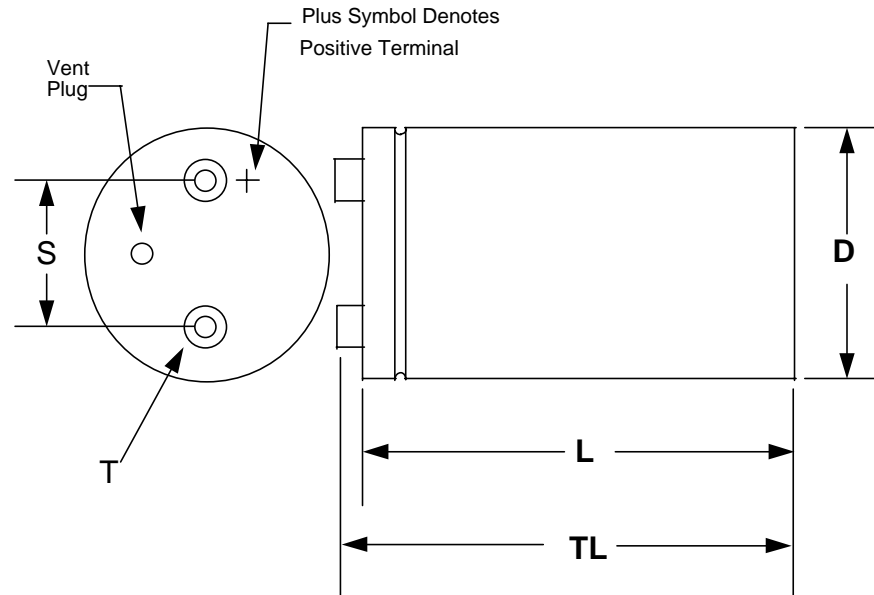 Plus Symbol Denotes
Positive Terminal
Vent
Plug
S
D
T
L
TL